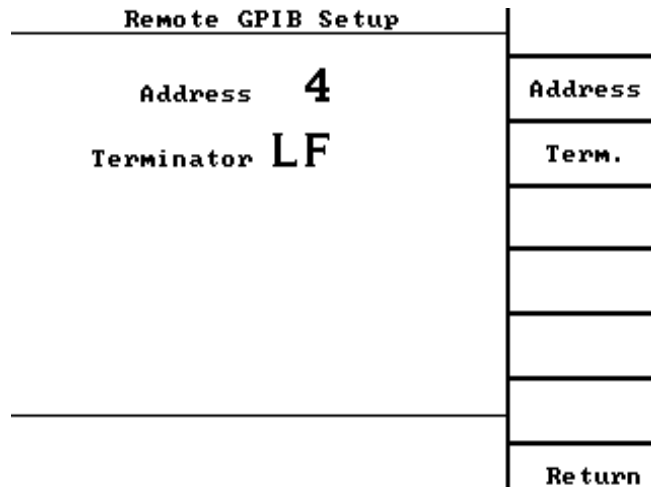 Remote GPIB Setup
Address 4
Terminator LF
Address
Term.
Return